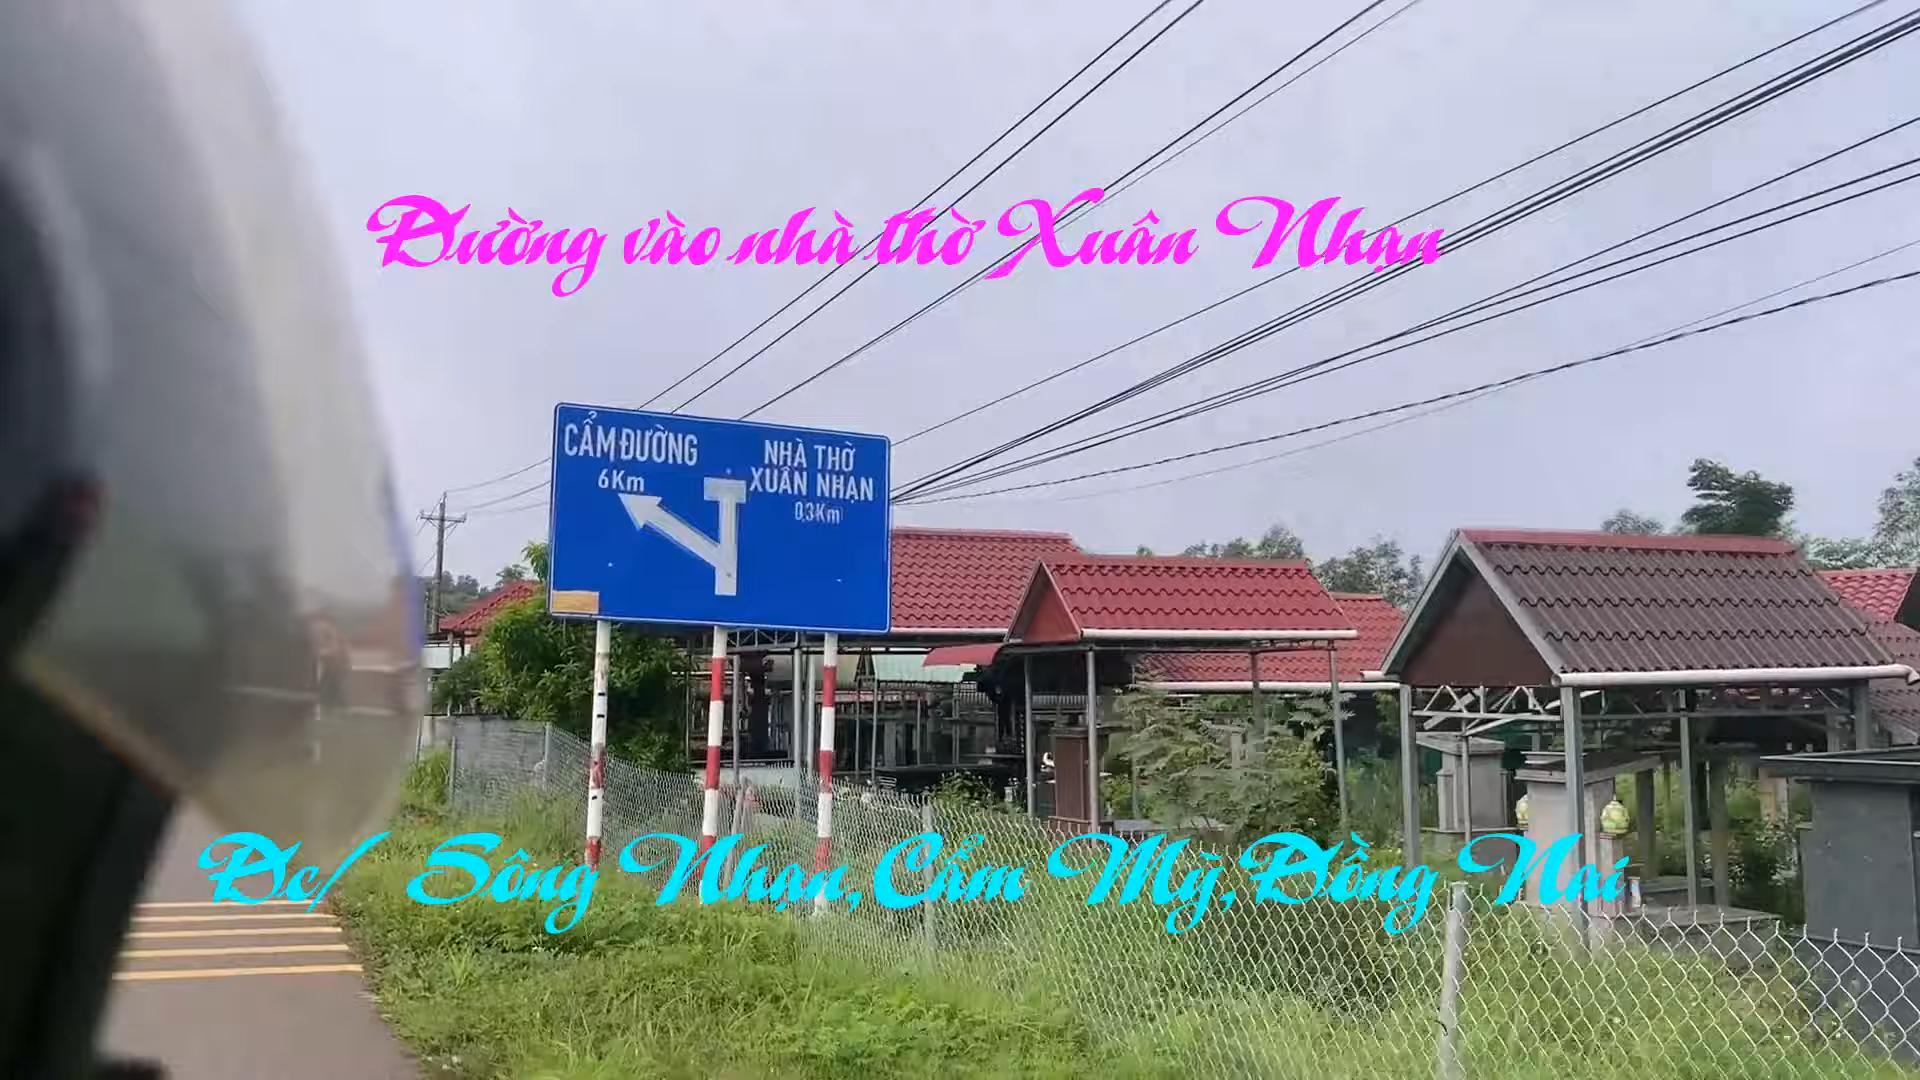 Đường vào nhà thờ Xuân Nhạn
CẨM ĐƯỜNG
6Km
NHÀ THỜ
XUÂN NHẠN
0,3Km
Đc/ Sông Nhạn,Cẩm Mỹ,Đồng Nai